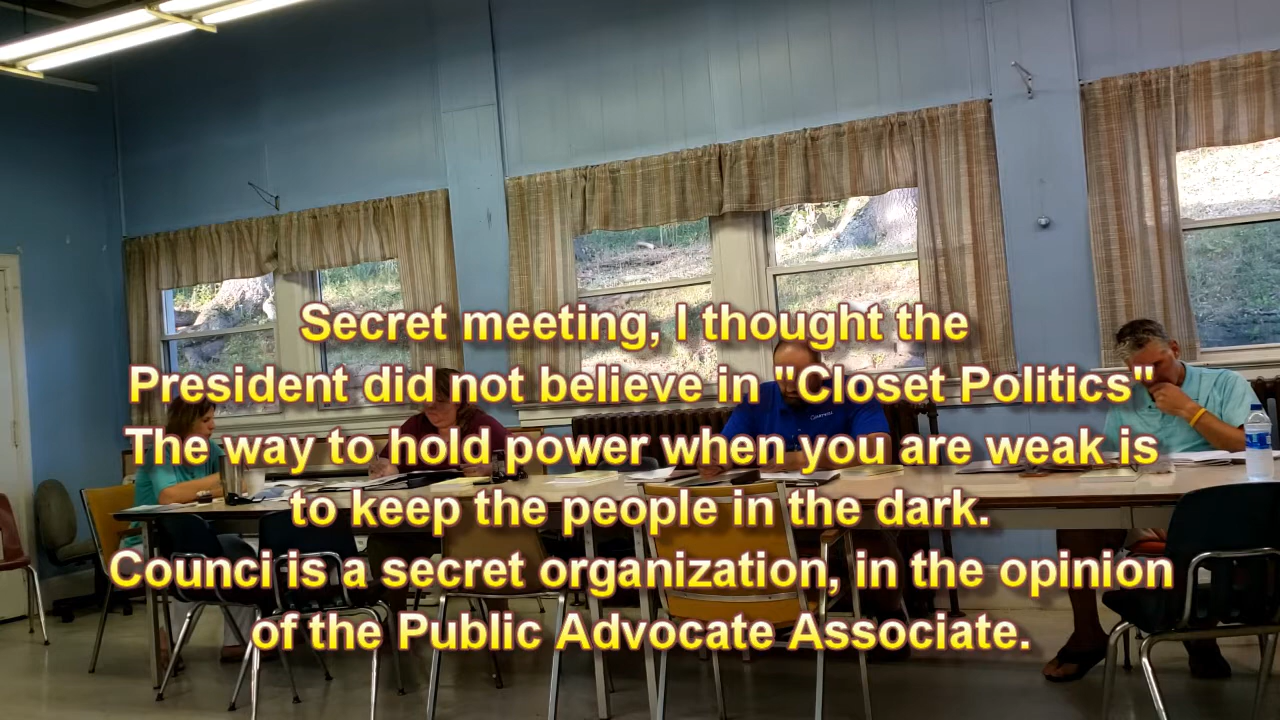 Secret meeting, I thought the
President did not believe in "Closet Politics"
The way to hold power when you are weak is
to keep the people in the dark.
Counci is a secret organization, in the opinion
of the Public Advocate Associate.